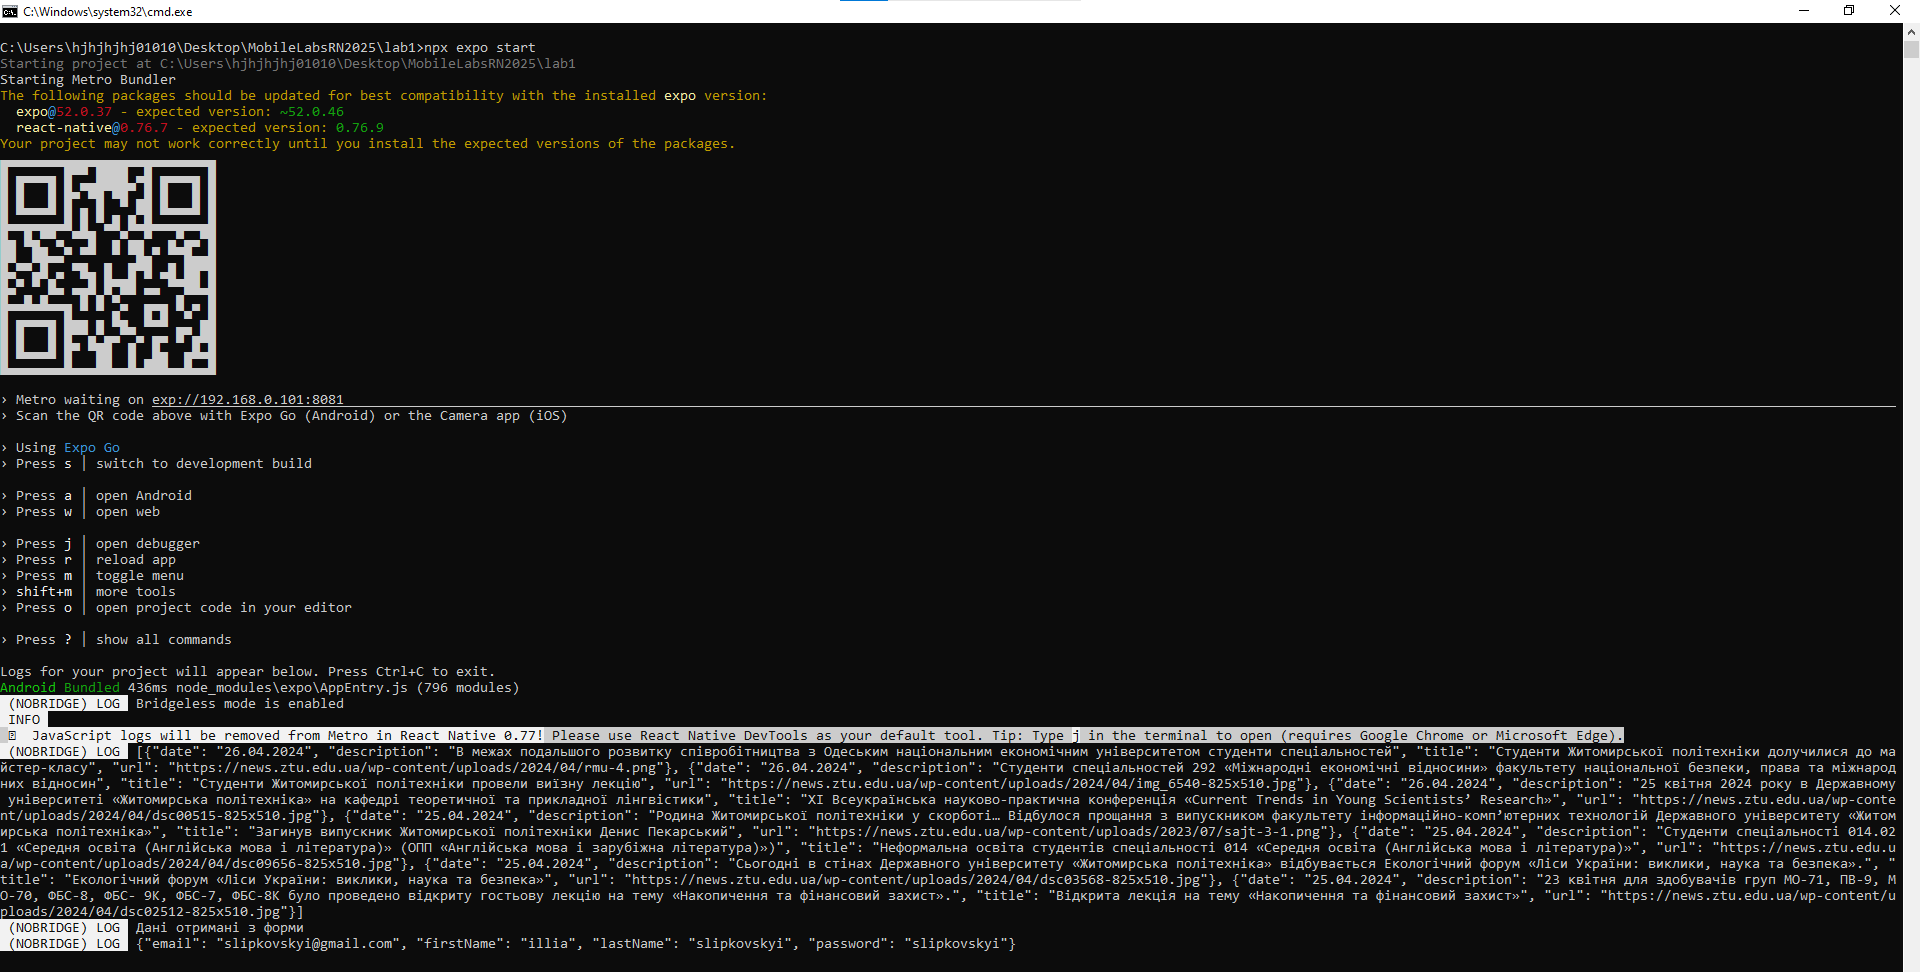 C:\Windows\system32\cmd.exe
C:\Users\hjhjhjhj01010\Desktop\MobileLabsRN2025\lab1>npx expo start
Starting project at C:\Users\hjhjhjhj01010\Desktop\MobileLabsRN2025\lab1
Starting Metro Bundler
The following packages should be updated for best compatibility with the installed expo version:
expo@52.0.37 - expected version: ~52.0.46
react-native@0.76.7 - expected version: 0.76.9
Your project may not work correctly until you install the expected versions of the packages.
› Metro waiting on exp://192.168.0.101:8081
› Scan the QR code above with Expo Go (Android) or the Camera app (iOS)
› Using Expo Go
› Press s │ switch to development build
› Press a │ open Android
› Press w │ open web
› Press j │ open debugger
› Press r │ reload app
› Press m │ toggle menu
› shift+m │ more tools
› Press o │ open project code in your editor
› Press ? │ show all commands
Logs for your project will appear below. Press Ctrl+C to exit.
Android Bundled 436ms node_modules\expo\AppEntry.js (796 modules)
(NOBRIDGE) LOG Bridgeless mode is enabled
INFO
JavaScript logs will be removed from Metro in React Native 0.77! Please use React Native DevTools as your default tool. Tip: Type j in the terminal to open (requires Google Chrome or Microsoft Edge).
(NOBRIDGE) LOG [{"date": "26.04.2024", "description": "В межах подальшого розвитку співробітництва з Одеським національним економічним університетом студенти спеціальностей", "title": "Студенти Житомирської політехніки долучилися до ма
йстер-класу", "url": "https://news.ztu.edu.ua/wp-content/uploads/2024/04/rmu-4.png"}, {"date": "26.04.2024", "description": "Студенти спеціальностей 292 «Міжнародні економічні відносини» факультету національної безпеки, права та міжнарод
них відносин", "title": "Студенти Житомирської політехніки провели виїзну лекцію", "url": "https://news.ztu.edu.ua/wp-content/uploads/2024/04/img_6540-825x510.jpg"}, {"date": "26.04.2024", "description": "25 квітня 2024 року в Державному
університеті «Житомирська політехніка» на кафедрі теоретичної та прикладної лінгвістики", "title": "XI Всеукраїнська науково-практична конференція «Current Trends in Young Scientists’ Research»", "url": "https://news.ztu.edu.ua/wp-conte
nt/uploads/2024/04/dsc00515-825x510.jpg"}, {"date": "25.04.2024", "description": "Родина Житомирської політехніки у скорботі… Відбулося прощання з випускником факультету інформаційно-комп’ютерних технологій Державного університету «Житом
ирська політехніка»", "title": "Загинув випускник Житомирської політехніки Денис Пекарський", "url": "https://news.ztu.edu.ua/wp-content/uploads/2023/07/sajt-3-1.png"}, {"date": "25.04.2024", "description": "Студенти спеціальності 014.02
1 «Середня освіта (Англійська мова і література)» (ОПП «Англійська мова і зарубіжна література»)", "title": "Неформальна освіта студентів спеціальності 014 «Середня освіта (Англійська мова і література)»", "url": "https://news.ztu.edu.u
a/wp-content/uploads/2024/04/dsc09656-825x510.jpg"}, {"date": "25.04.2024", "description": "Сьогодні в стінах Державного університету «Житомирська політехніка» відбувається Екологічний форум «Ліси України: виклики, наука та безпека».", "
title": "Екологічний форум «Ліси України: виклики, наука та безпека»", "url": "https://news.ztu.edu.ua/wp-content/uploads/2024/04/dsc03568-825x510.jpg"}, {"date": "25.04.2024", "description": "23 квітня для здобувачів груп МО-71, ПВ-9, М
О-70, ФБС-8, ФБС- 9К, ФБС-7, ФБС-8К було проведено відкриту гостьову лекцію на тему «Накопичення та фінансовий захист».", "title": "Відкрита лекція на тему «Накопичення та фінансовий захист»", "url": "https://news.ztu.edu.ua/wp-content/u
ploads/2024/04/dsc02512-825x510.jpg"}]
(NOBRIDGE) LOG Дані отримані з форми
(NOBRIDGE) LOG {"email": "slipkovskyi@gmail.com", "firstName": "illia", "lastName": "slipkovskyi", "password": "slipkovskyi"}